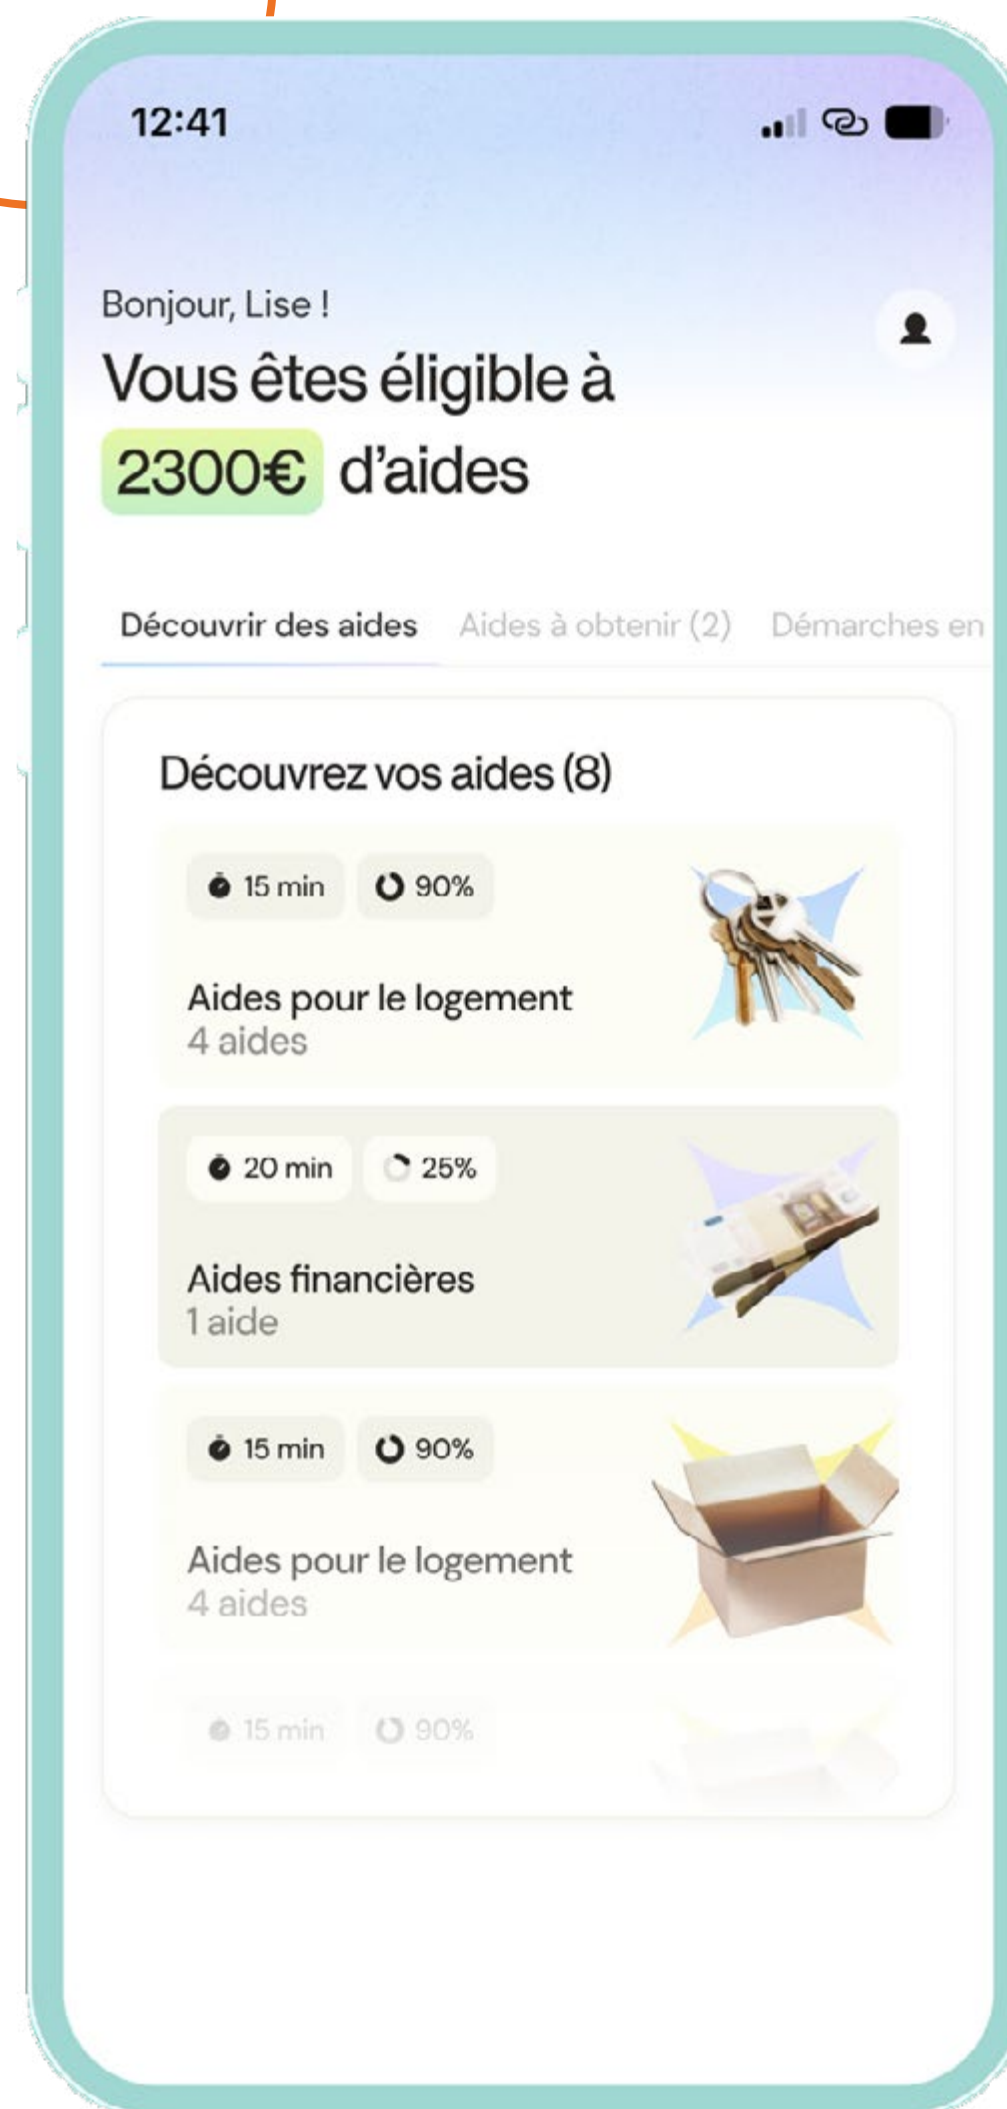 12:41
Bonjour, Lise !
Vous êtes éligible à
2300€ d’aides
Découvrir des aides Aides à obtenir (2) Démarches en
Découvrez vos aides (8)
15 min 90%
Aides pour le logement
4 aides
20 min 25%
Aides financières
1 aide
15 min 90%
Aides pour le logement
4 aides
15 min 90%